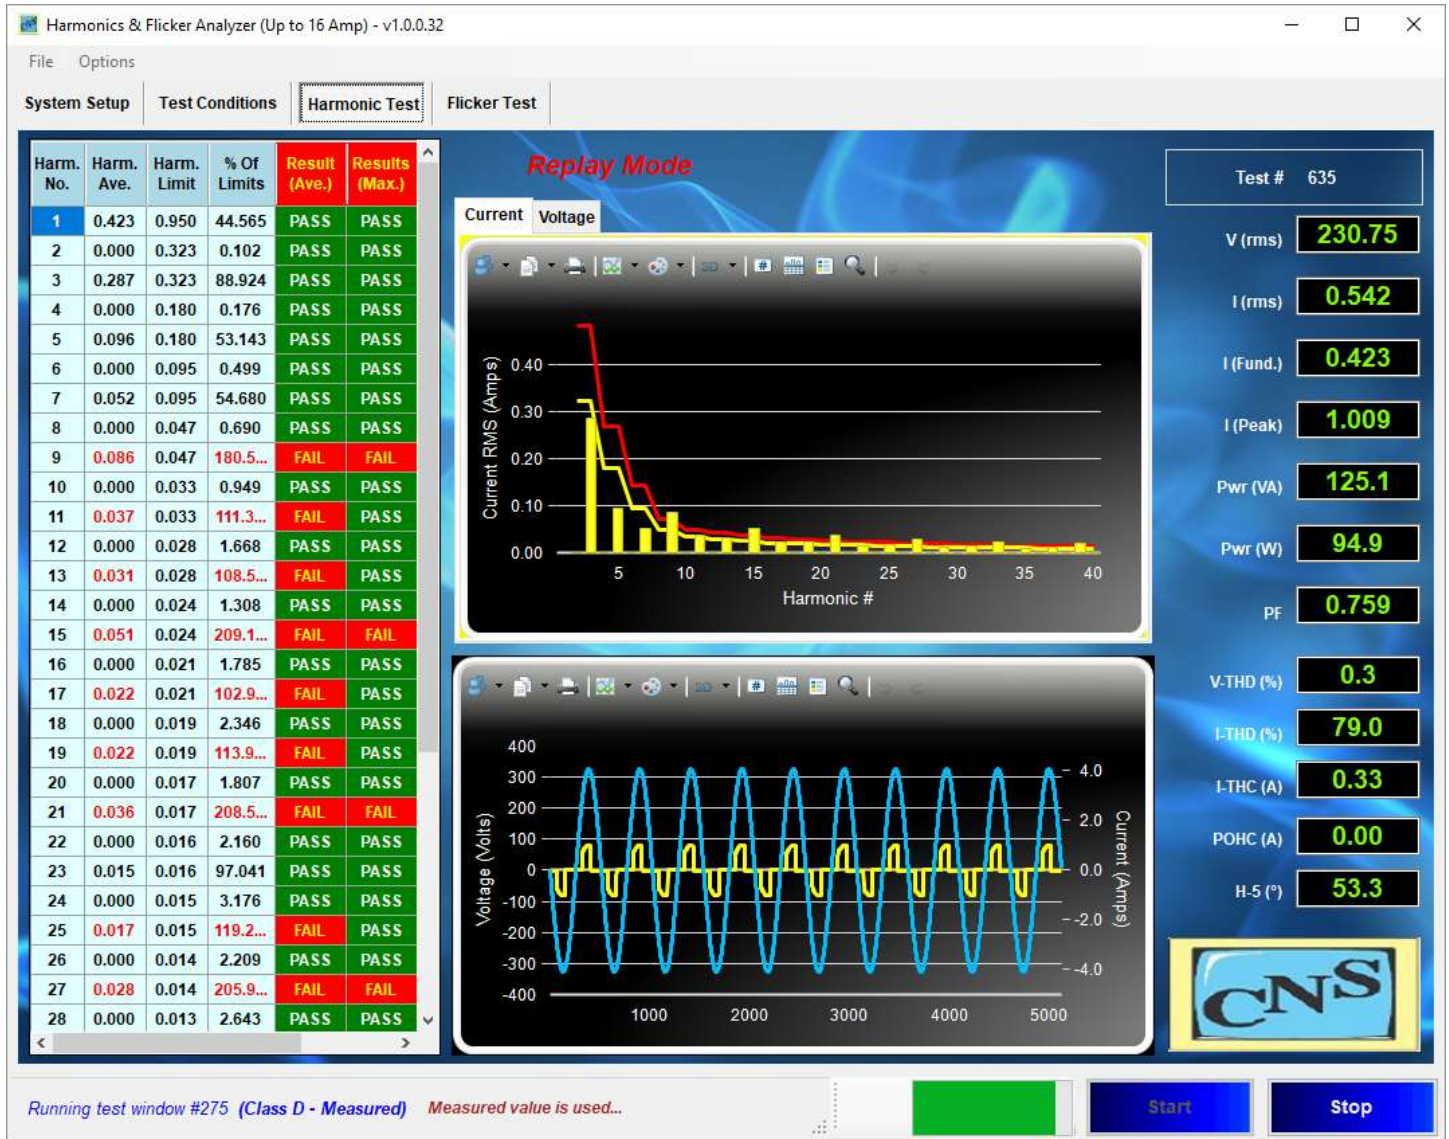 Harmonics & Flicker Analyzer (Up to 16 Amp) - v1.0.0.32
File Options
System Setup Test Conditions Harmonic Test Flicker Test
Harm. No. Harm. Ave. Harm. Limit % Of Limits Result (Ave.) Results (Max.)
1 0.423 0.950 44.565 PASS PASS
2 0.000 0.323 0.102 PASS PASS
3 0.287 0.323 88.924 PASS PASS
4 0.000 0.180 0.176 PASS PASS
5 0.096 0.180 53.143 PASS PASS
6 0.000 0.095 0.499 PASS PASS
7 0.052 0.095 54.680 PASS PASS
8 0.000 0.047 0.690 PASS PASS
9 0.086 0.047 180.5... FAIL FAIL
10 0.000 0.033 0.949 PASS PASS
11 0.037 0.033 111.3... FAIL PASS
12 0.000 0.028 1.668 PASS PASS
13 0.031 0.028 108.5... FAIL PASS
14 0.000 0.024 1.308 PASS PASS
15 0.051 0.024 209.1... FAIL FAIL
16 0.000 0.021 1.785 PASS PASS
17 0.022 0.021 102.9... FAIL PASS
18 0.000 0.019 2.346 PASS PASS
19 0.022 0.019 113.9... FAIL PASS
20 0.000 0.017 1.807 PASS PASS
21 0.036 0.017 208.5... FAIL FAIL
22 0.000 0.016 2.160 PASS PASS
23 0.015 0.016 97.041 PASS PASS
24 0.000 0.015 3.176 PASS PASS
25 0.017 0.015 119.2... FAIL PASS
26 0.000 0.014 2.209 PASS PASS
27 0.028 0.014 205.9... FAIL FAIL
28 0.000 0.013 2.643 PASS PASS
Replay Mode
Current Voltage
3D
Current RMS (Amps)
0.40
0.30
0.20
0.10
0.00
5 10 15 20 25 30 35 40
Harmonic #
3D
Voltage (Volts)
400
300
200
100
0
-100
-200
-300
-400
4.0
2.0
0.0
-2.0
-4.0
Current (Amps)
1000 2000 3000 4000 5000
Test # 635
V (rms) 230.75
I (rms) 0.542
I (Fund.) 0.423
I (Peak) 1.009
Pwr (VA) 125.1
Pwr (W) 94.9
PF 0.759
V-THD (%) 0.3
I-THD (%) 79.0
I-THC (A) 0.33
POHC (A) 0.00
H-5 (°) 53.3
CNS
Running test window #275 (Class D - Measured) Measured value is used...
Start Stop